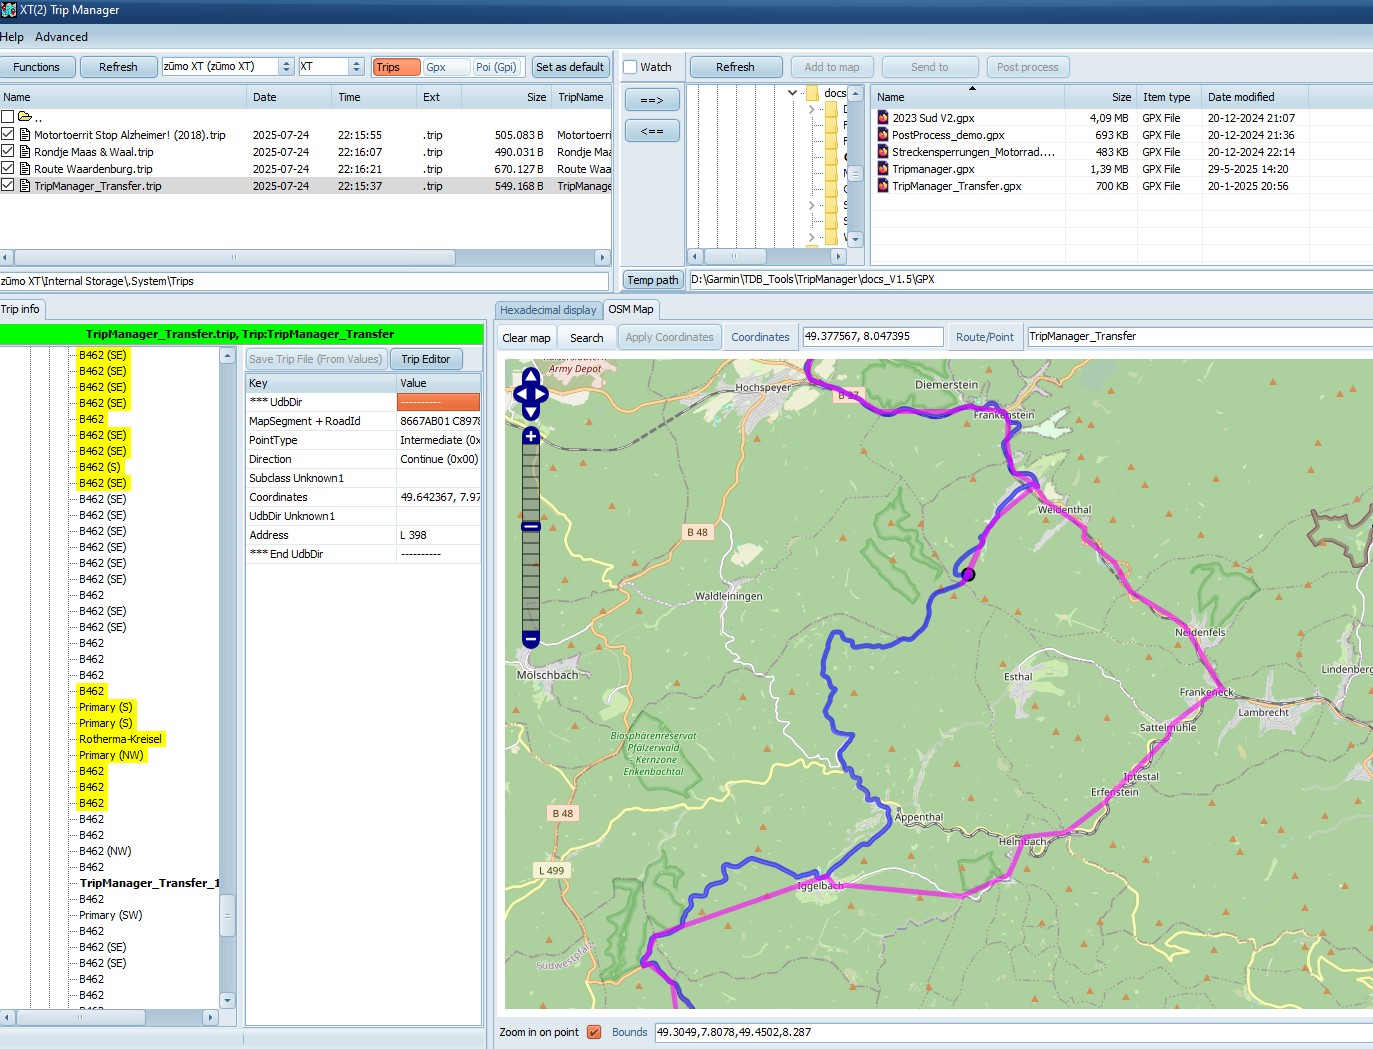 XT(2) Trip Manager
Help Advanced
Functions Refresh zūmo XT (zūmo XT) XT Trips Gpx Poi (Gpi) Set as default
Name Date Time Ext Size TripName
..
Motortoerrit Stop Alzheimer! (2018).trip 2025-07-24 22:15:55 .trip 505.083 B Motortoerri
Rondje Maas & Waal.trip 2025-07-24 22:16:07 .trip 490.031 B Rondje Maa
Route Waardenburg.trip 2025-07-24 22:16:21 .trip 670.127 B Route Waa
TripManager_Transfer.trip 2025-07-24 22:15:37 .trip 549.168 B TripManage
zūmo XT\Internal Storage\.System\Trips
Watch
==>
<==
Temp path
Refresh Add to map Send to Post process
docs
Name Size Item type Date modified
2023 Sud V2.gpx 4,09 MB GPX File 20-12-2024 21:07
PostProcess_demo.gpx 693 KB GPX File 20-12-2024 21:36
Streckensperrungen_Motorrad.... 483 KB GPX File 20-12-2024 22:14
Tripmanager.gpx 1,39 MB GPX File 29-5-2025 14:20
TripManager_Transfer.gpx 700 KB GPX File 20-1-2025 20:56
D:\Garmin\TDB_Tools\TripManager\docs_V1.5\GPX
Trip info
TripManager_Transfer.trip, Trip:TripManager_Transfer
B462 (SE)
B462 (SE)
B462 (SE)
B462 (SE)
B462
B462 (SE)
B462 (SE)
B462 (S)
B462 (SE)
B462 (SE)
B462 (SE)
B462 (SE)
B462 (SE)
B462 (SE)
B462 (SE)
B462
B462 (SE)
B462 (SE)
B462
B462
B462
B462
Primary (S)
Primary (S)
Rotherma-Kreisel
Primary (NW)
B462
B462
B462
B462
B462
B462 (NW)
B462
TripManager_Transfer_1
B462
Primary (SW)
B462
B462 (SE)
B462 (SE)
B462
B462
Save Trip File (From Values) Trip Editor
Key Value
*** UdbDir ----------
MapSegment + RoadId 8667AB01 C897
PointType Intermediate (0x
Direction Continue (0x00)
Subclass Unknown1
Coordinates 49.642367, 7.97
UdbDir Unknown1
Address L 398
*** End UdbDir ----------
Hexadecimal display OSM Map
Clear map Search Apply Coordinates Coordinates 49.377567, 8.047395 Route/Point TripManager_Transfer
Army Depot
Hochspeyer
Diemerstein
B 37
Frankenstein
Weidenthal
B 48
Waldleiningen
Neidenfels
Mölschbach
Esthal
Lindenberg
Frankeneck
Lambrecht
Sattelmühle
Biosphärenreservat
Pfälzerwald
- Kernzone
Enkenbachtal
Iptestal
Erfenstein
B 48
Appenthal
Helmbach
L 499
Iggelbach
Südwestpfalz
Zoom in on point Bounds 49.3049,7.8078,49.4502,8.287